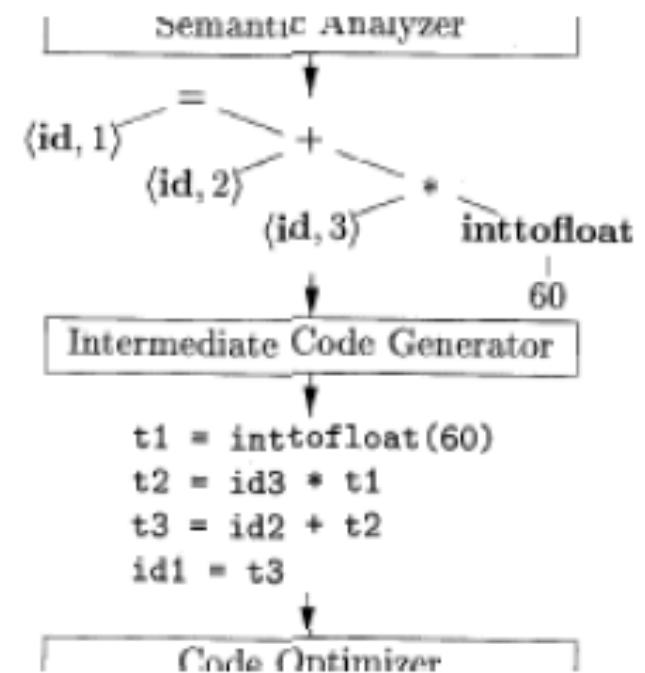 Semantic Analyzer
=
⟨id, 1⟩
+
⟨id, 2⟩
*
⟨id, 3⟩
inttofloat
60
Intermediate Code Generator
t1 = inttofloat(60)
t2 = id3 * t1
t3 = id2 + t2
id1 = t3
Code Optimizer